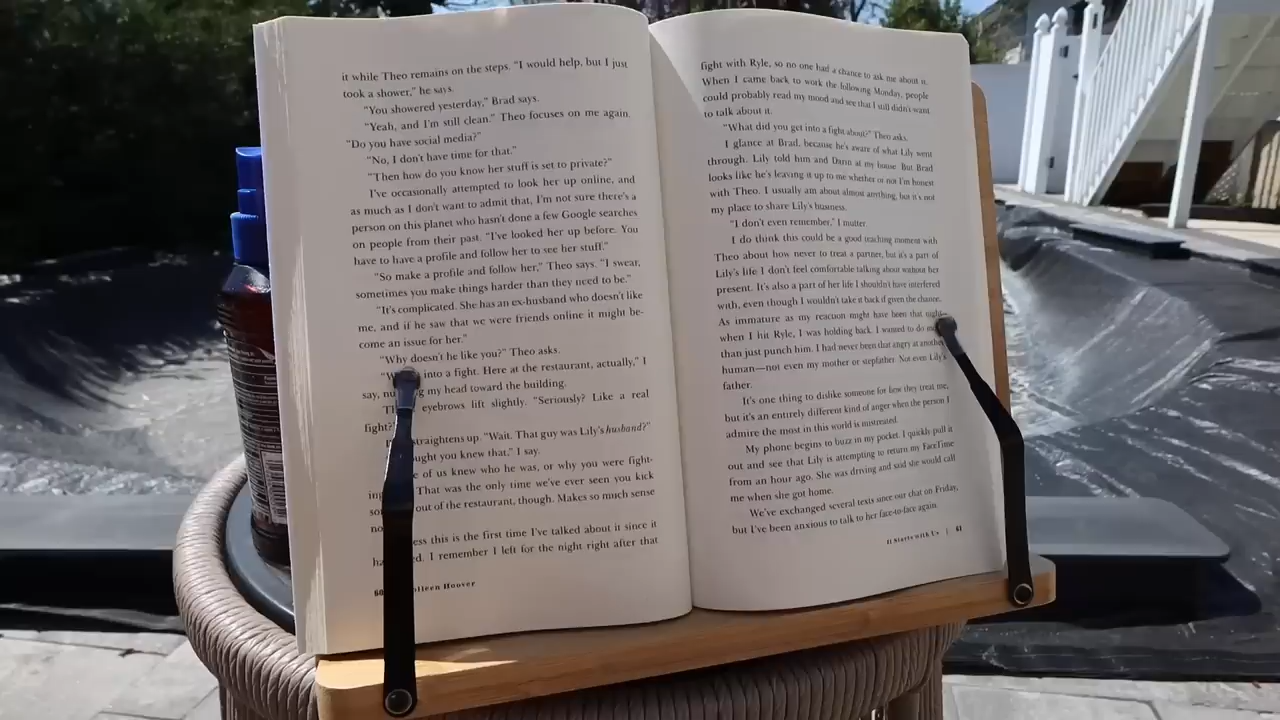 it while Theo remains on the steps. "I would help, but I just
took a shower," he says.
"You showered yesterday," Brad says.
"Yeah, and I'm still clean." Theo focuses on me again.
"Do you have social media?"
"No, I don't have time for that."
"Then how do you know her stuff is set to private?"
I've occasionally attempted to look her up online, and
as much as I don't want to admit that, I'm not sure there's a
person on this planet who hasn't done a few Google searches
on people from their past. "I've looked her up before. You
have to have a profile and follow her to see her stuff."
"So make a profile and follow her," Theo says. "I swear,
sometimes you make things harder than they need to be."
"It's complicated. She has an ex-husband who doesn't like
me, and if he saw that we were friends online it might be-
come an issue for her."
"Why doesn't he like you?" Theo asks.
into a fight. Here at the restaurant, actually," I
say, my head toward the building.
eyebrows lift slightly. "Seriously? Like a real
fight?
straightens up. "Wait. That guy was Lily's husband?"
you knew that." I say.
of us knew who he was, or why you were fight-
That was the only time we've ever seen you kick
out of the restaurant, though. Makes so much sense
this is the first time I've talked about it since it
I remember I left for the night right after that
60 Colleen Hoover
fight with Ryle, so no one had a chance to ask me about it.
When I came back to work the following Monday, people
could probably read my mood and see that I still didn't want
to talk about it.
"What did you get into a fight about?" Theo asks.
I glance at Brad, because he's aware of what Lily went
through. Lily told him and Darin at my house. But Brad
looks like he's leaving it up to me whether or not I'm honest
with Theo. I usually am about almost anything, but it's not
my place to share Lily's business.
"I don't even remember," I mutter.
I do think this could be a good teaching moment with
Theo about how never to treat a partner, but it's a part of
Lily's life I don't feel comfortable talking about without her
present. It's also a part of her life I shouldn't have interfered
with, even though I wouldn't take it back if given the chance.
As immature as my reaction might have been that night
when I hit Ryle, I was holding back. I wanted to do
than just punch him. I had never been that angry at another
human—not even my mother or stepfather. Not even Lily's
father.
It's one thing to dislike someone for how they treat me,
but it's an entirely different kind of anger when the person I
admire the most in this world is mistreated.
My phone begins to buzz in my pocket. I quickly pull it
out and see that Lily is attempting to return my FaceTime
from an hour ago. She was driving and said she would call
me when she got home.
We've exchanged several texts since our chat on Friday,
but I've been anxious to talk to her face-to-face again.
It Starts with Us | 61